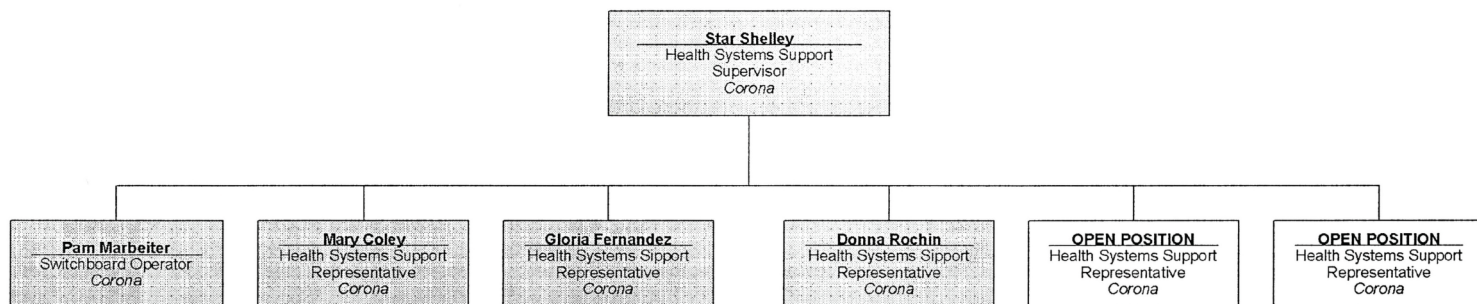 Star Shelley
Health Systems Support
Supervisor
Corona
Pam Marbeiter
Switchboard Operator
Corona
Mary Coley
Health Systems Support
Representative
Corona
Gloria Fernandez
Health Systems Sipport
Representative
Corona
Donna Rochin
Health Systems Sipport
Representative
Corona
OPEN POSITION
Health Systems Support
Representative
Corona
OPEN POSITION
Health Systems Support
Representative
Corona